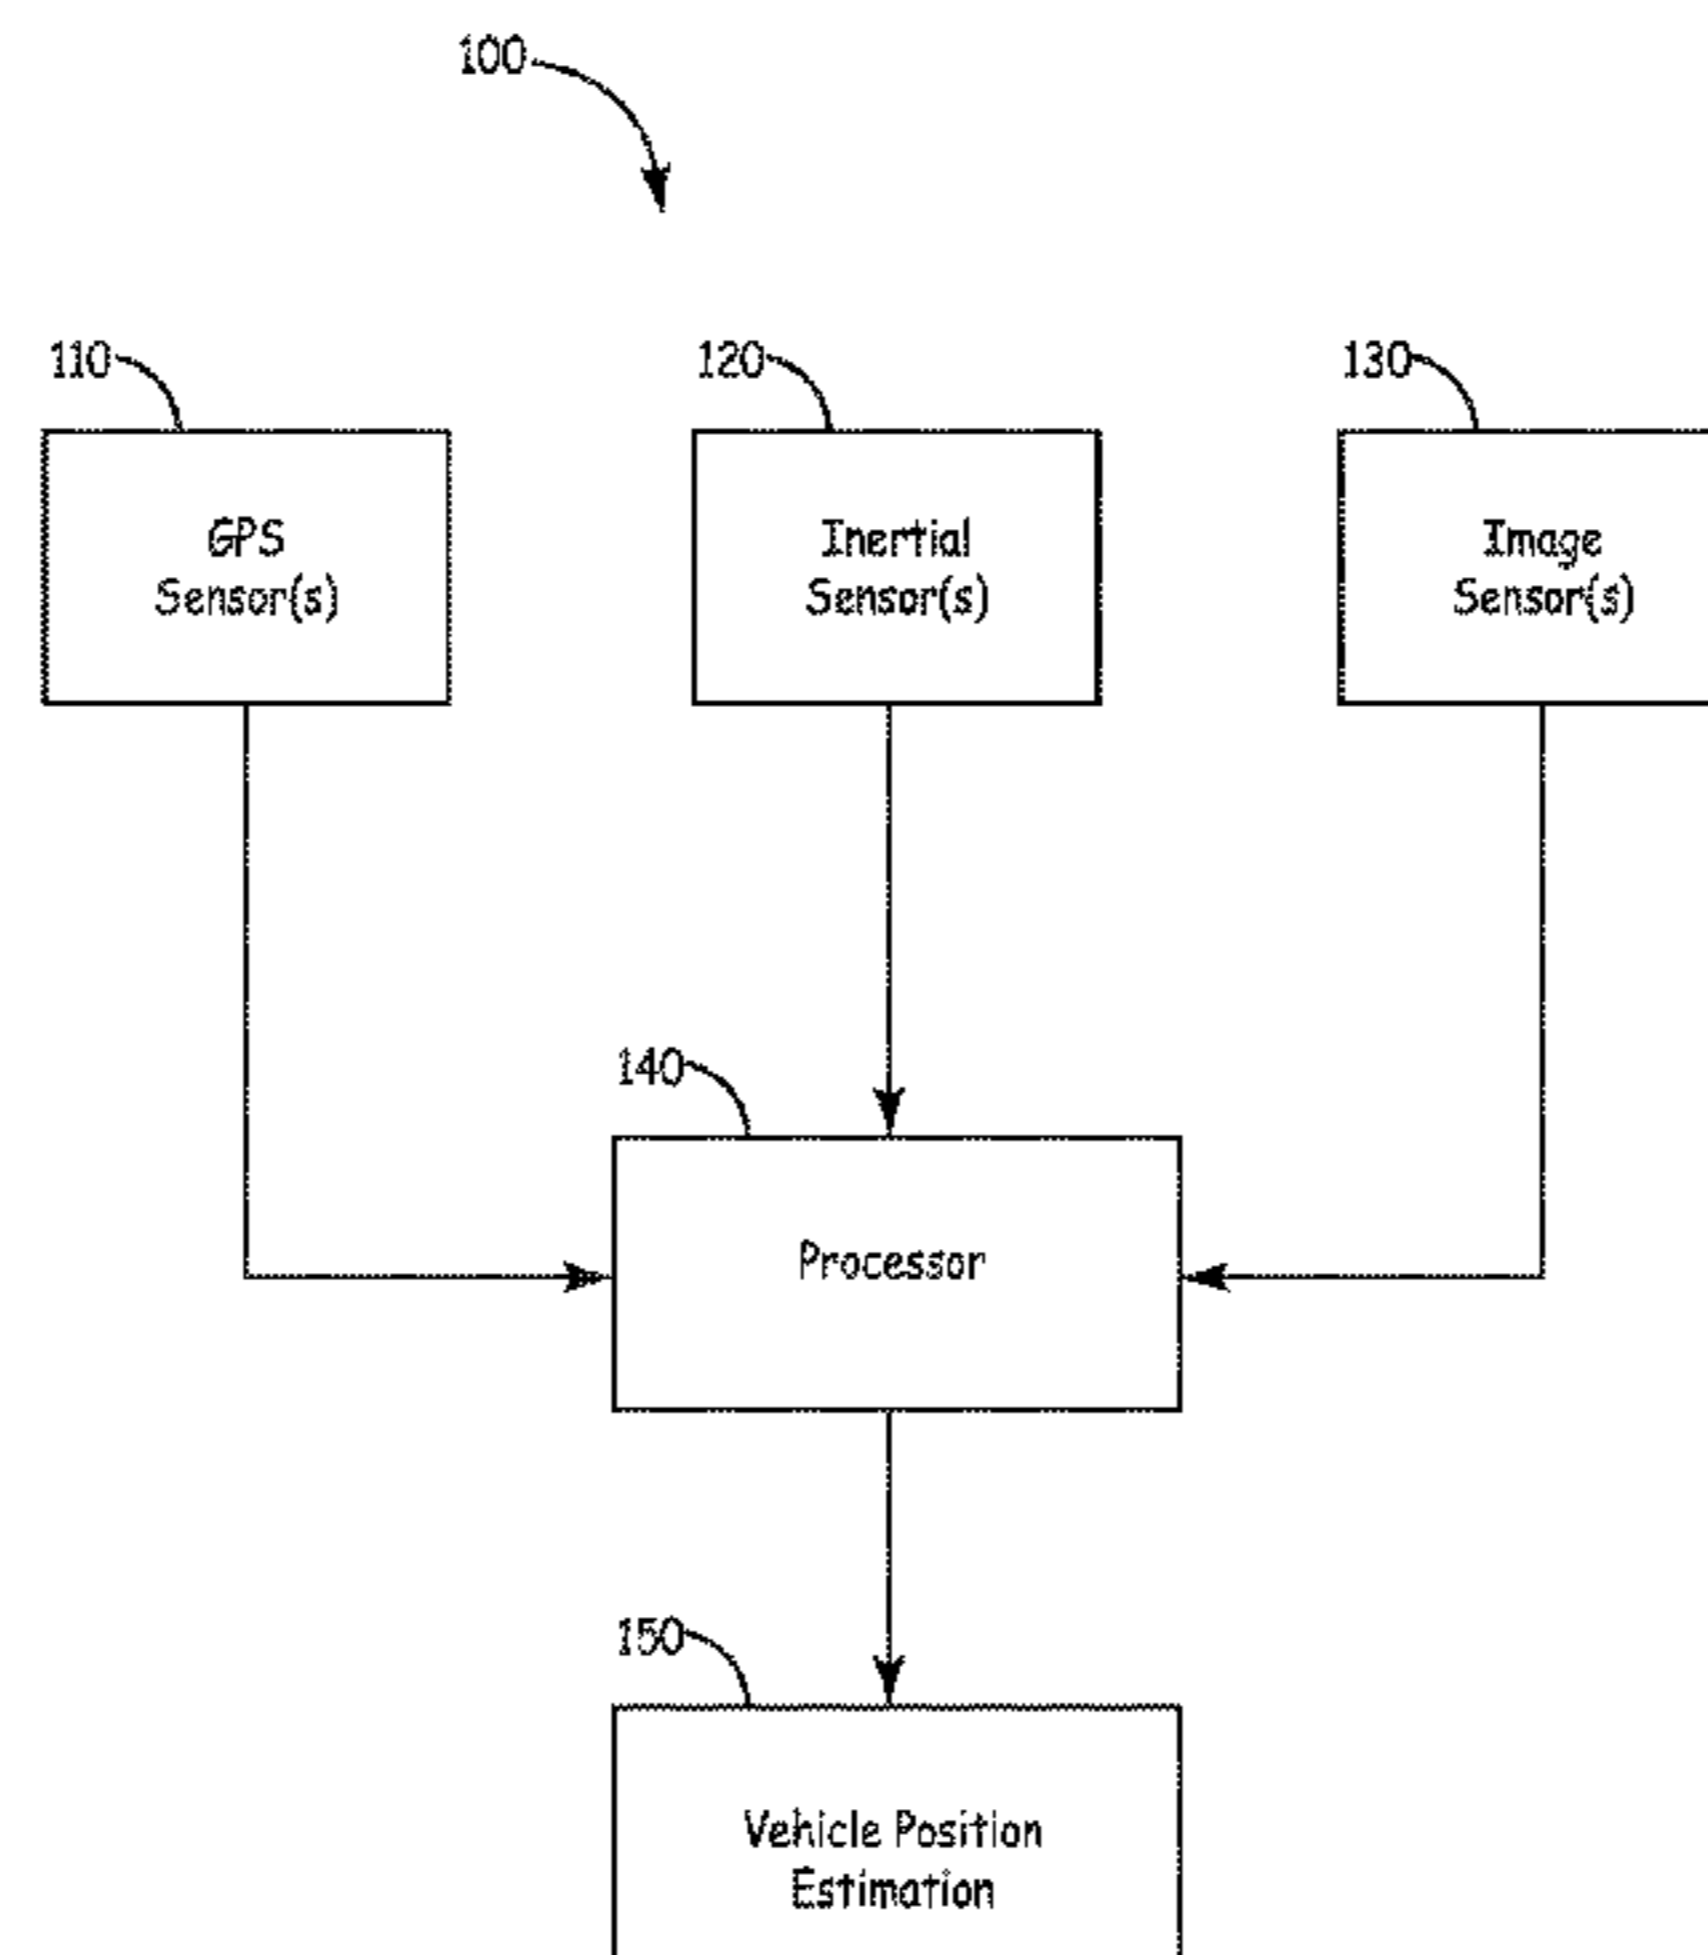 100
110
120
130
GPS
Sensor(s)
Inertial
Sensor(s)
Image
Sensor(s)
140
Processor
150
Vehicle Position
Estimation